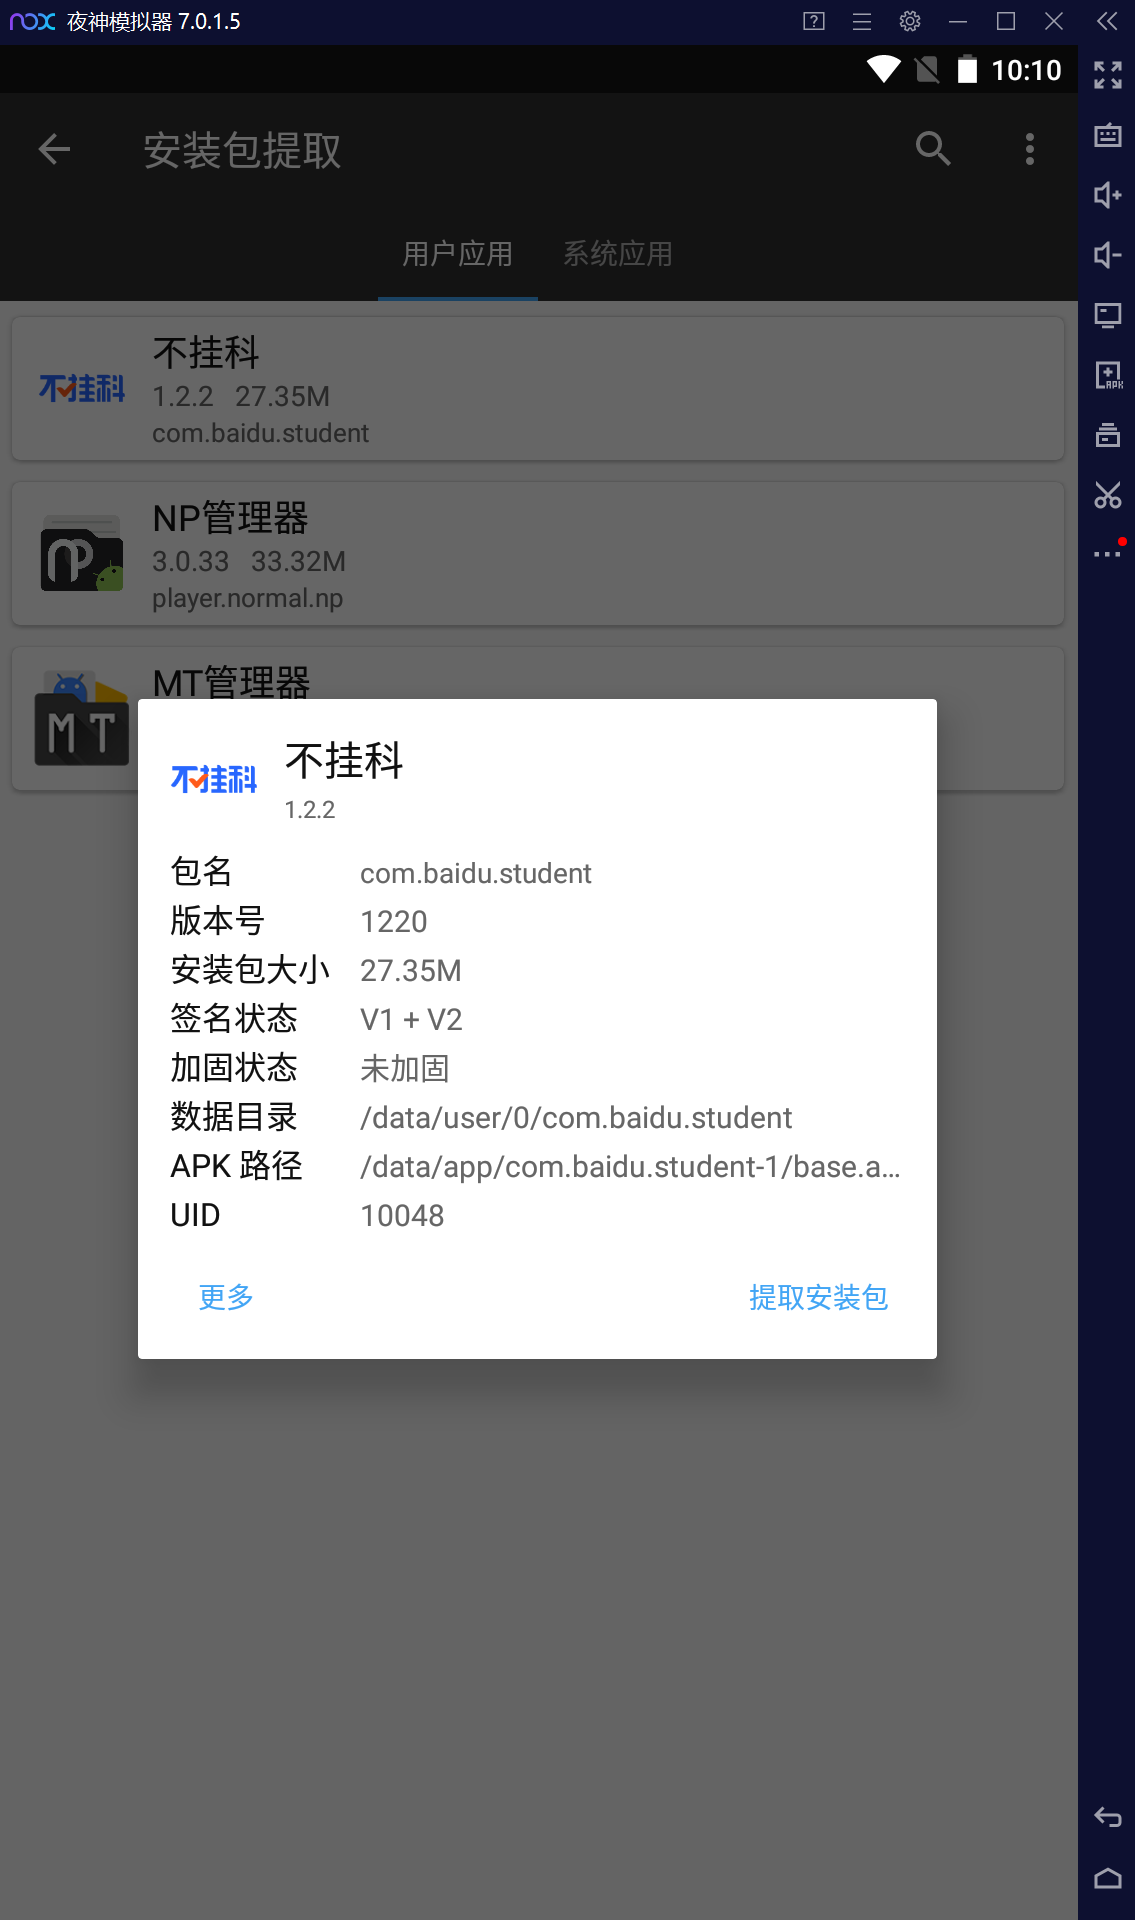 nox 夜神模拟器 7.0.1.5
10:10
安装包提取
用户应用 系统应用
不挂科
不挂科
1.2.2 27.35M
com.baidu.student
NP管理器
np
3.0.33 33.32M
player.normal.np
MT管理器
MT
APK
不挂科
不挂科
1.2.2
包名 com.baidu.student
版本号 1220
安装包大小 27.35M
签名状态 V1 + V2
加固状态 未加固
数据目录 /data/user/0/com.baidu.student
APK 路径 /data/app/com.baidu.student-1/base.a...
UID 10048
更多 提取安装包